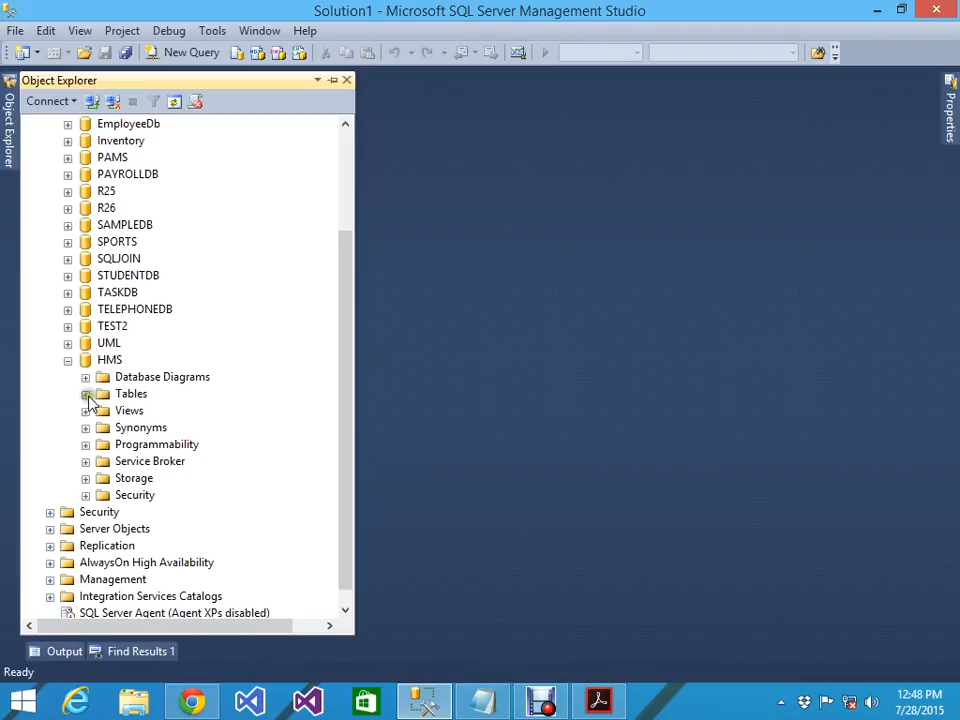 Solution1 - Microsoft SQL Server Management Studio
File Edit View Project Debug Tools Window Help
New Query
Object Explorer
Connect
EmployeeDb
Inventory
PAMS
PAYROLLDB
R25
R26
SAMPLEDB
SPORTS
SQLJOIN
STUDENTDB
TASKDB
TELEPHONEDB
TEST2
UML
HMS
Database Diagrams
Tables
Views
Synonyms
Programmability
Service Broker
Storage
Security
Security
Server Objects
Replication
AlwaysOn High Availability
Management
Integration Services Catalogs
SQL Server Agent (Agent XPs disabled)
Object Explorer
Properties
Output Find Results 1
Ready
12:48 PM
7/28/2015